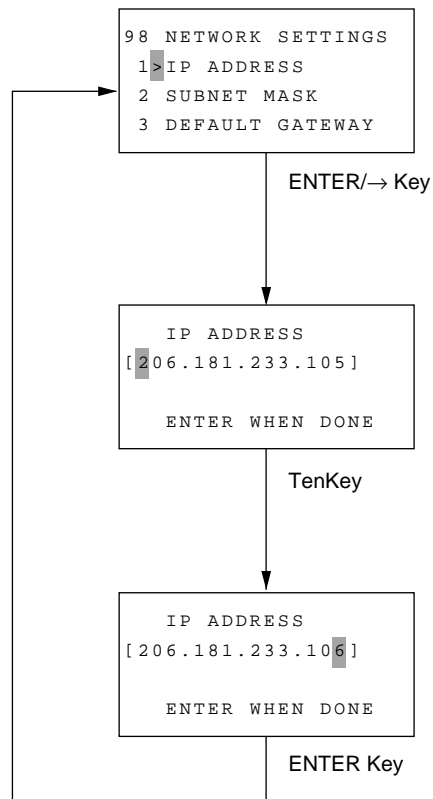 98 NETWORK SETTINGS
1>IP ADDRESS
2 SUBNET MASK
3 DEFAULT GATEWAY
ENTER/→ Key
IP ADDRESS
[206.181.233.105]
ENTER WHEN DONE
TenKey
IP ADDRESS
[206.181.233.106]
ENTER WHEN DONE
ENTER Key